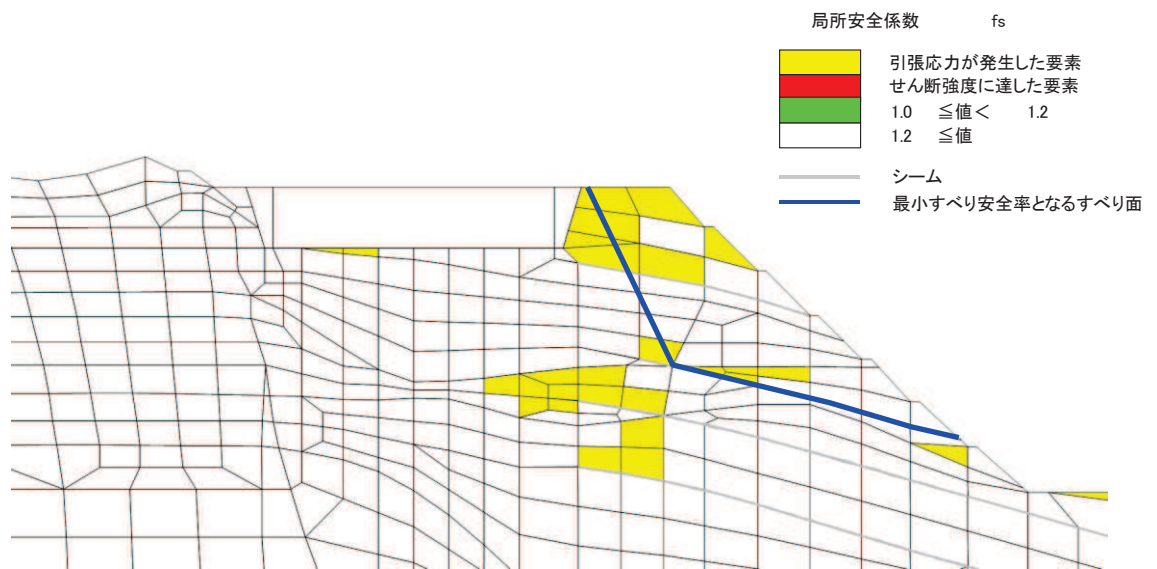 局所安全係数 fs
引張応力が発生した要素
せん断強度に達した要素
1.0 ≦値< 1.2
1.2 ≦値
シーム
最小すべり安全率となるすべり面